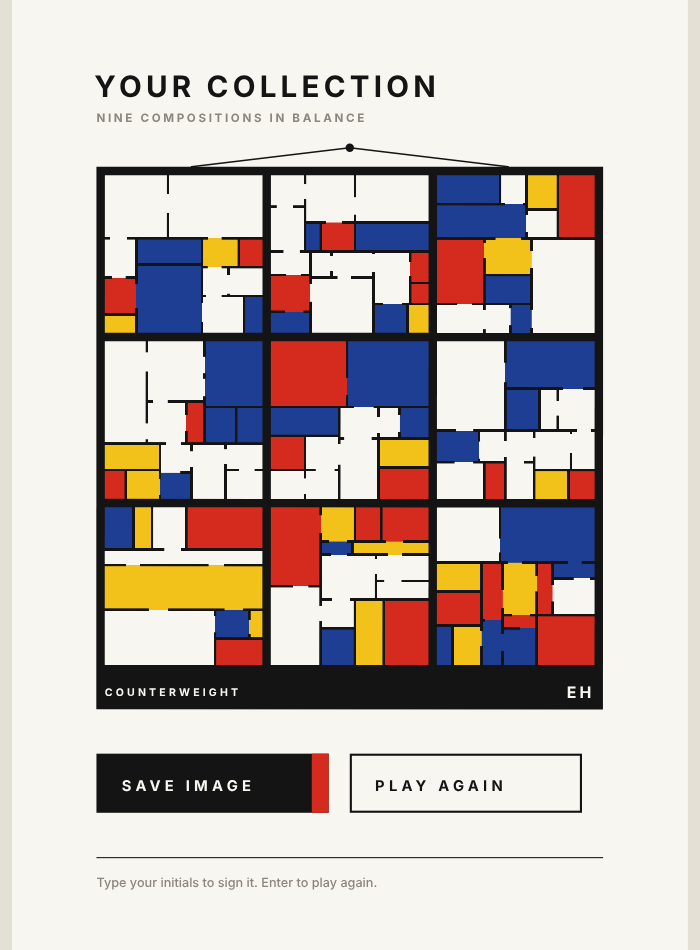 YOUR COLLECTION
NINE COMPOSITIONS IN BALANCE
COUNTERWEIGHT EH
SAVE IMAGE PLAY AGAIN
Type your initials to sign it. Enter to play again.